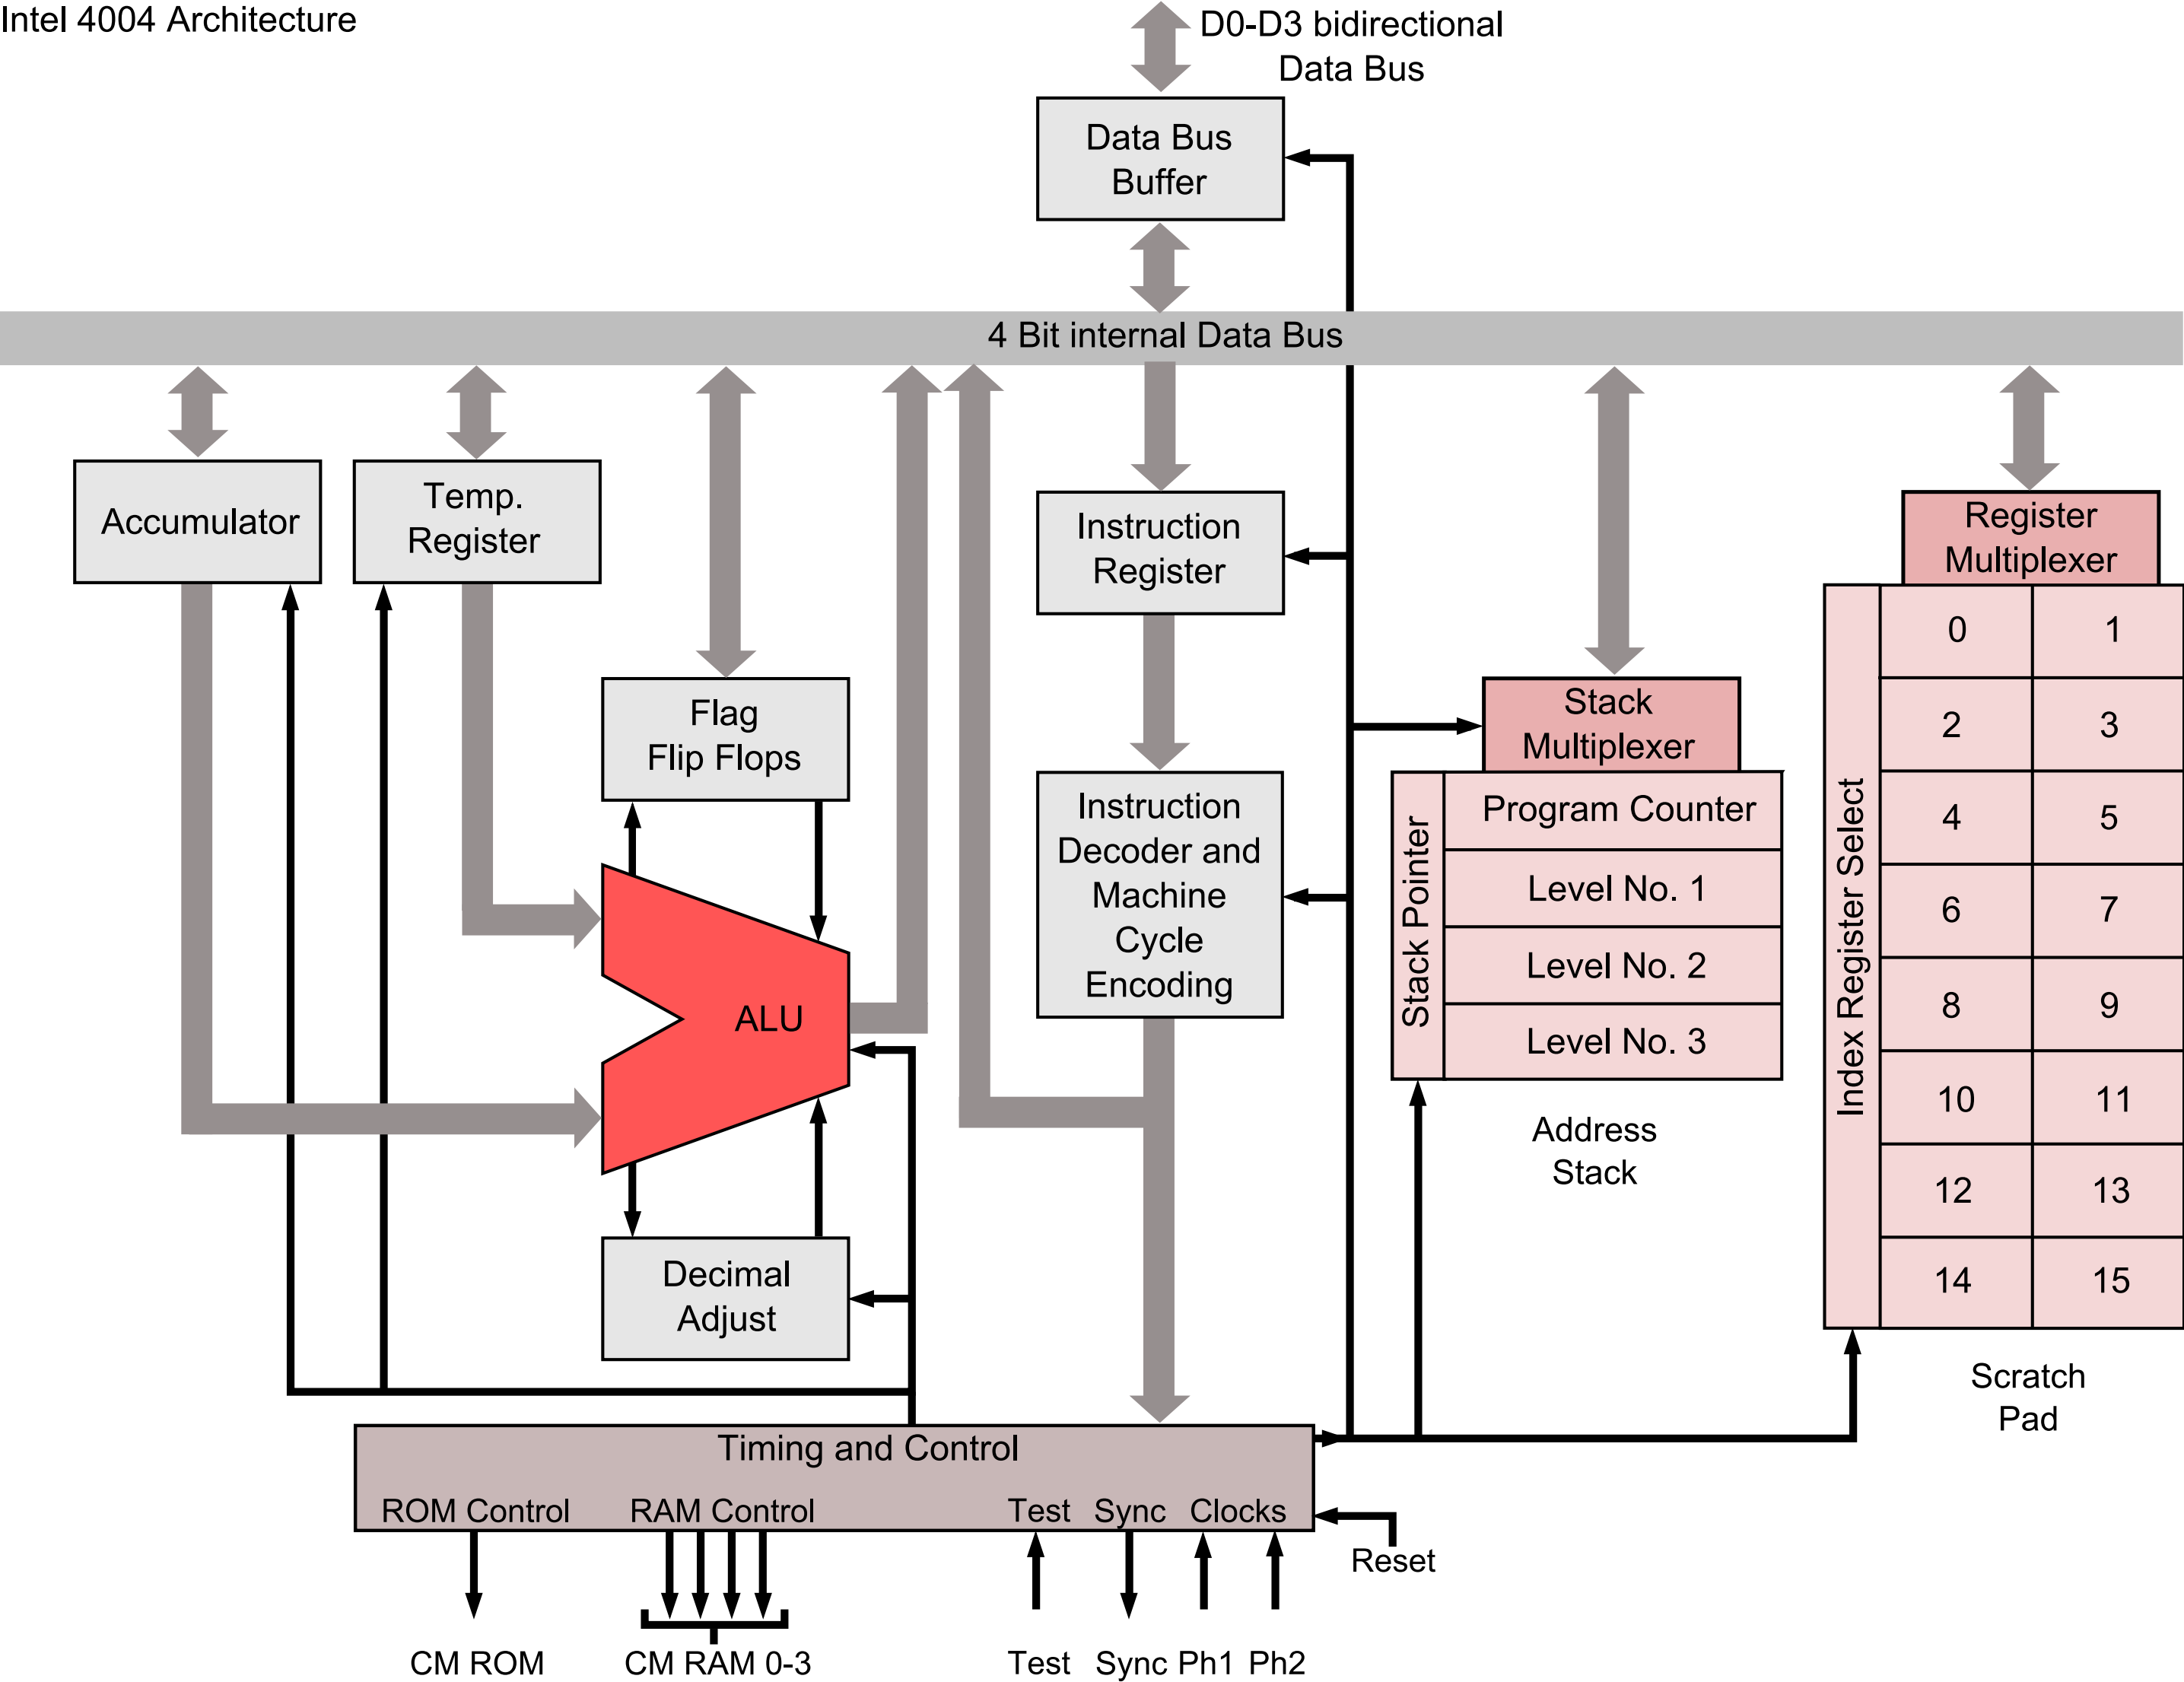 Intel 4004 Architecture
D0-D3 bidirectional
Data Bus
Data Bus
Buffer
4 Bit internal Data Bus
Accumulator
Temp.
Register
Flag
Flip Flops
ALU
Decimal
Adjust
Instruction
Register
Instruction
Decoder and
Machine
Cycle
Encoding
Stack
Multiplexer
Stack Pointer
Program Counter
Level No. 1
Level No. 2
Level No. 3
Address
Stack
Register
Multiplexer
Index Register Select
0 1
2 3
4 5
6 7
8 9
10 11
12 13
14 15
Scratch
Pad
Timing and Control
ROM Control RAM Control Test Sync Clocks
Reset
CM ROM CM RAM 0-3 Test Sync Ph1 Ph2